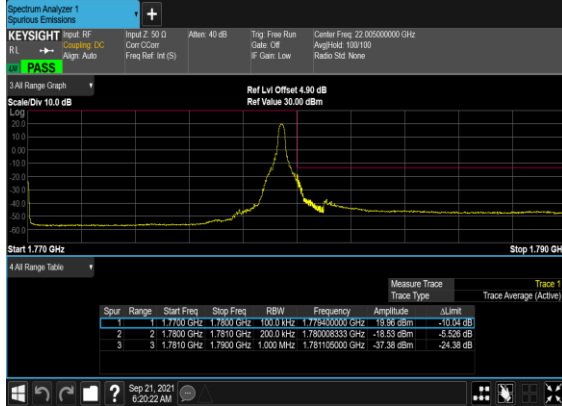 Spectrum Analyzer 1
Spurious Emissions
+
KEYSIGHT Input: RF Input Z: 50 Ω Atten: 40 dB Trig: Free Run Center Freq: 22.005000000 GHz
RL Coupling: DC Corr CCorr Gate: Off Avg|Hold: 100/100
Align: Auto Freq Ref: Int (S) IF Gain: Low Radio Std: None
PASS
3 All Range Graph
Ref Lvl Offset 4.90 dB
Scale/Div 10.0 dB Ref Value 30.00 dBm
Log
20.0
10.0
0.00
-10.0
-20.0
-30.0
-40.0
-50.0
-60.0
Start 1.770 GHz Stop 1.790 GH
4 All Range Table
Measure Trace Trace 1
Trace Type Trace Average (Active)
Spur Range Start Freq Stop Freq RBW Frequency Amplitude ΔLimit
1 1 1.7700 GHz 1.7800 GHz 100.0 kHz 1.779400000 GHz 19.96 dBm -10.04 dB
2 2 1.7800 GHz 1.7810 GHz 200.0 kHz 1.780008333 GHz -18.53 dBm -5.526 dB
3 3 1.7810 GHz 1.7900 GHz 1.000 MHz 1.781105000 GHz -37.38 dBm -24.38 dB
?
Sep 21, 2021
6:20:22 AM